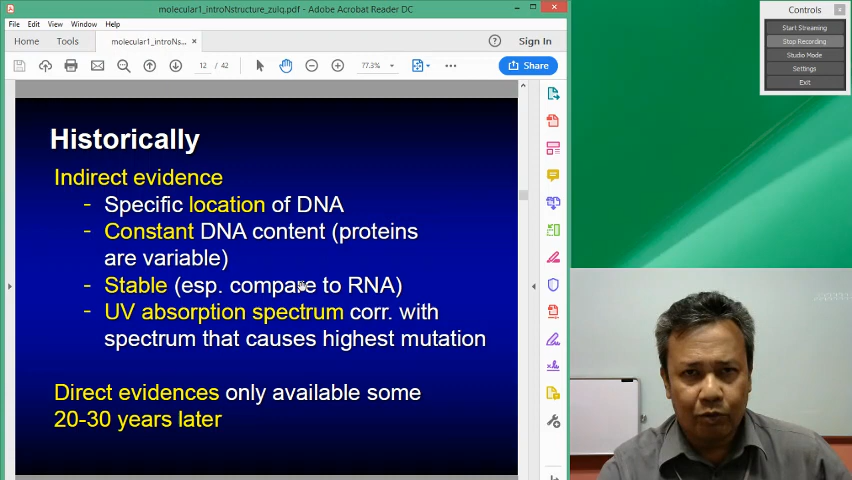 molecular1_introNstructure_zulq.pdf - Adobe Acrobat Reader DC
File Edit View Window Help
Home Tools molecular1_introNs... × Sign In
12 / 42 77.3% Share
Historically
Indirect evidence
- Specific location of DNA
- Constant DNA content (proteins
are variable)
- Stable (esp. compare to RNA)
- UV absorption spectrum corr. with
spectrum that causes highest mutation
Direct evidences only available some
20-30 years later
Controls
Start Streaming
Stop Recording
Studio Mode
Settings
Exit